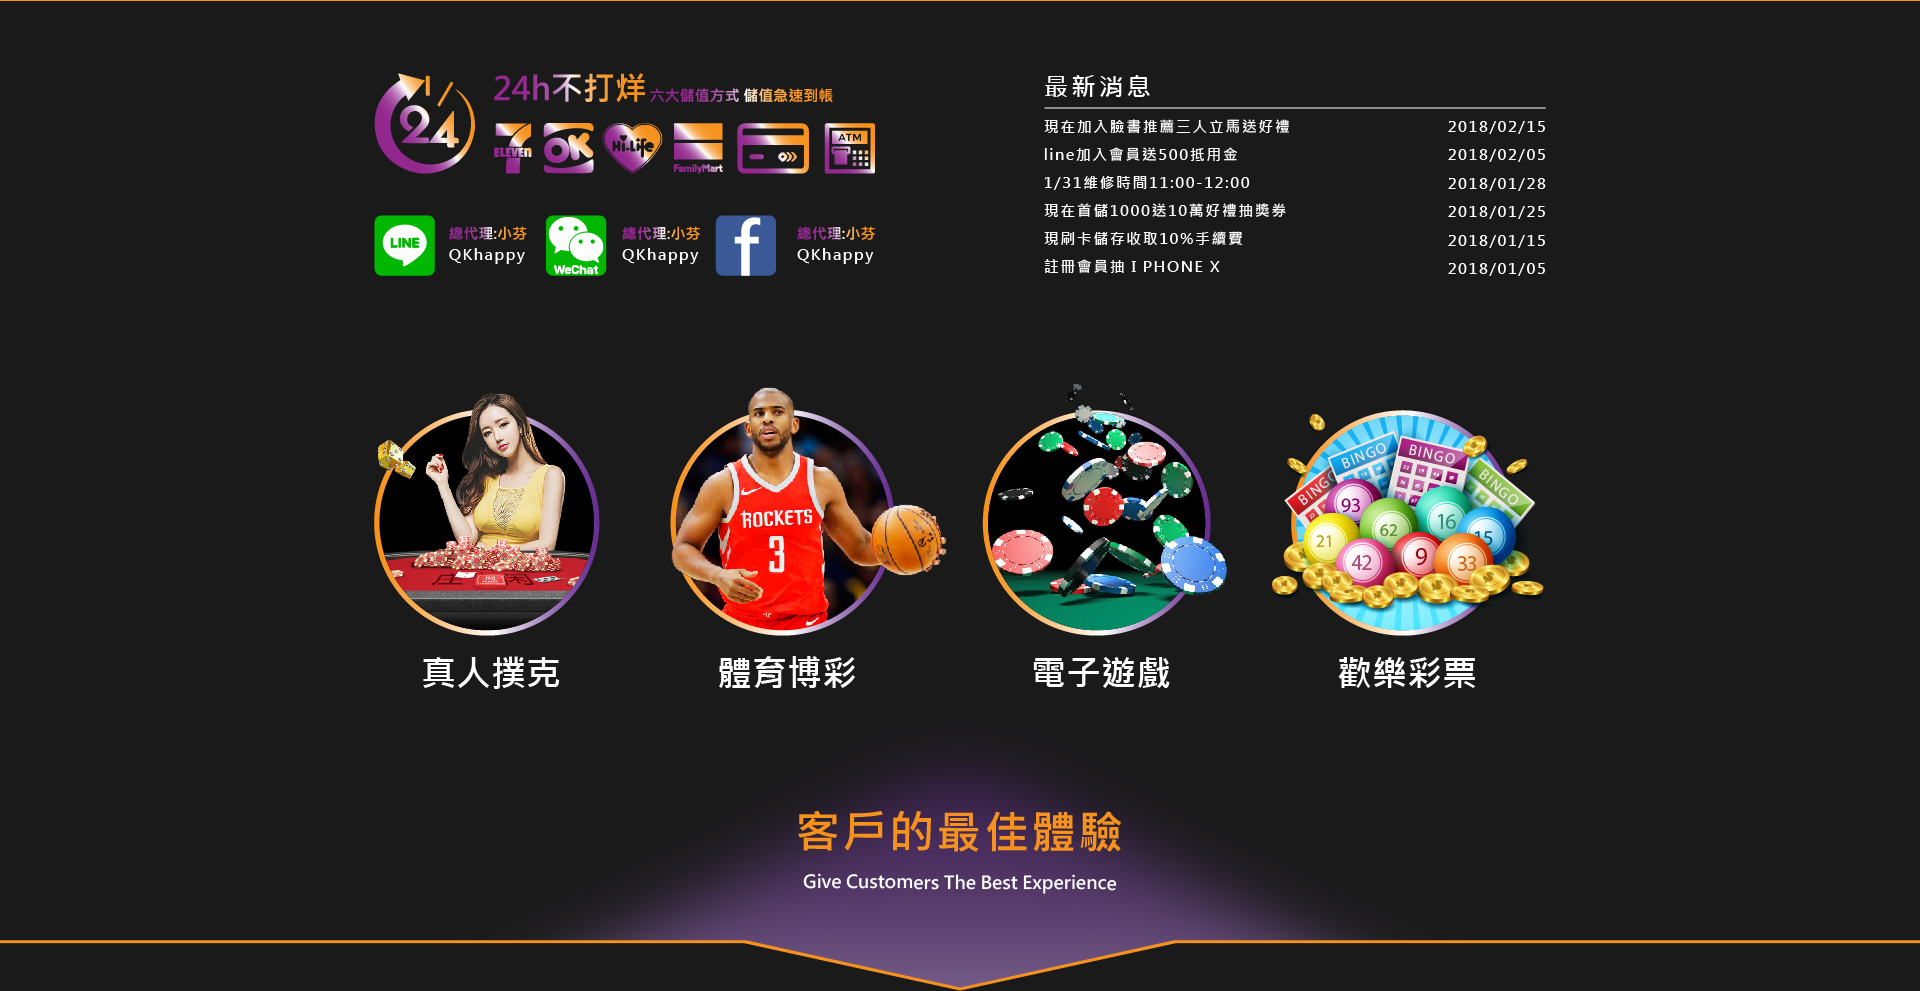 24
24h不打烊 六大儲值方式 儲值急速到帳
7 ELEVEn
OK
Hi-Life
FamilyMart
ATM
LINE
總代理:小芬
QKhappy
WeChat
總代理:小芬
QKhappy
f
總代理:小芬
QKhappy
最新消息
現在加入臉書推薦三人立馬送好禮 2018/02/15
line加入會員送500抵用金 2018/02/05
1/31維修時間11:00-12:00 2018/01/28
現在首儲1000送10萬好禮抽獎券 2018/01/25
現刷卡儲存收取10%手續費 2018/01/15
註冊會員抽 I PHONE X 2018/01/05
ROCKETS
3
BINGO
BINGO
BINGO
BINGO
93
62
16
15
21
42
9
33
真人撲克
體育博彩
電子遊戲
歡樂彩票
客戶的最佳體驗
Give Customers The Best Experience